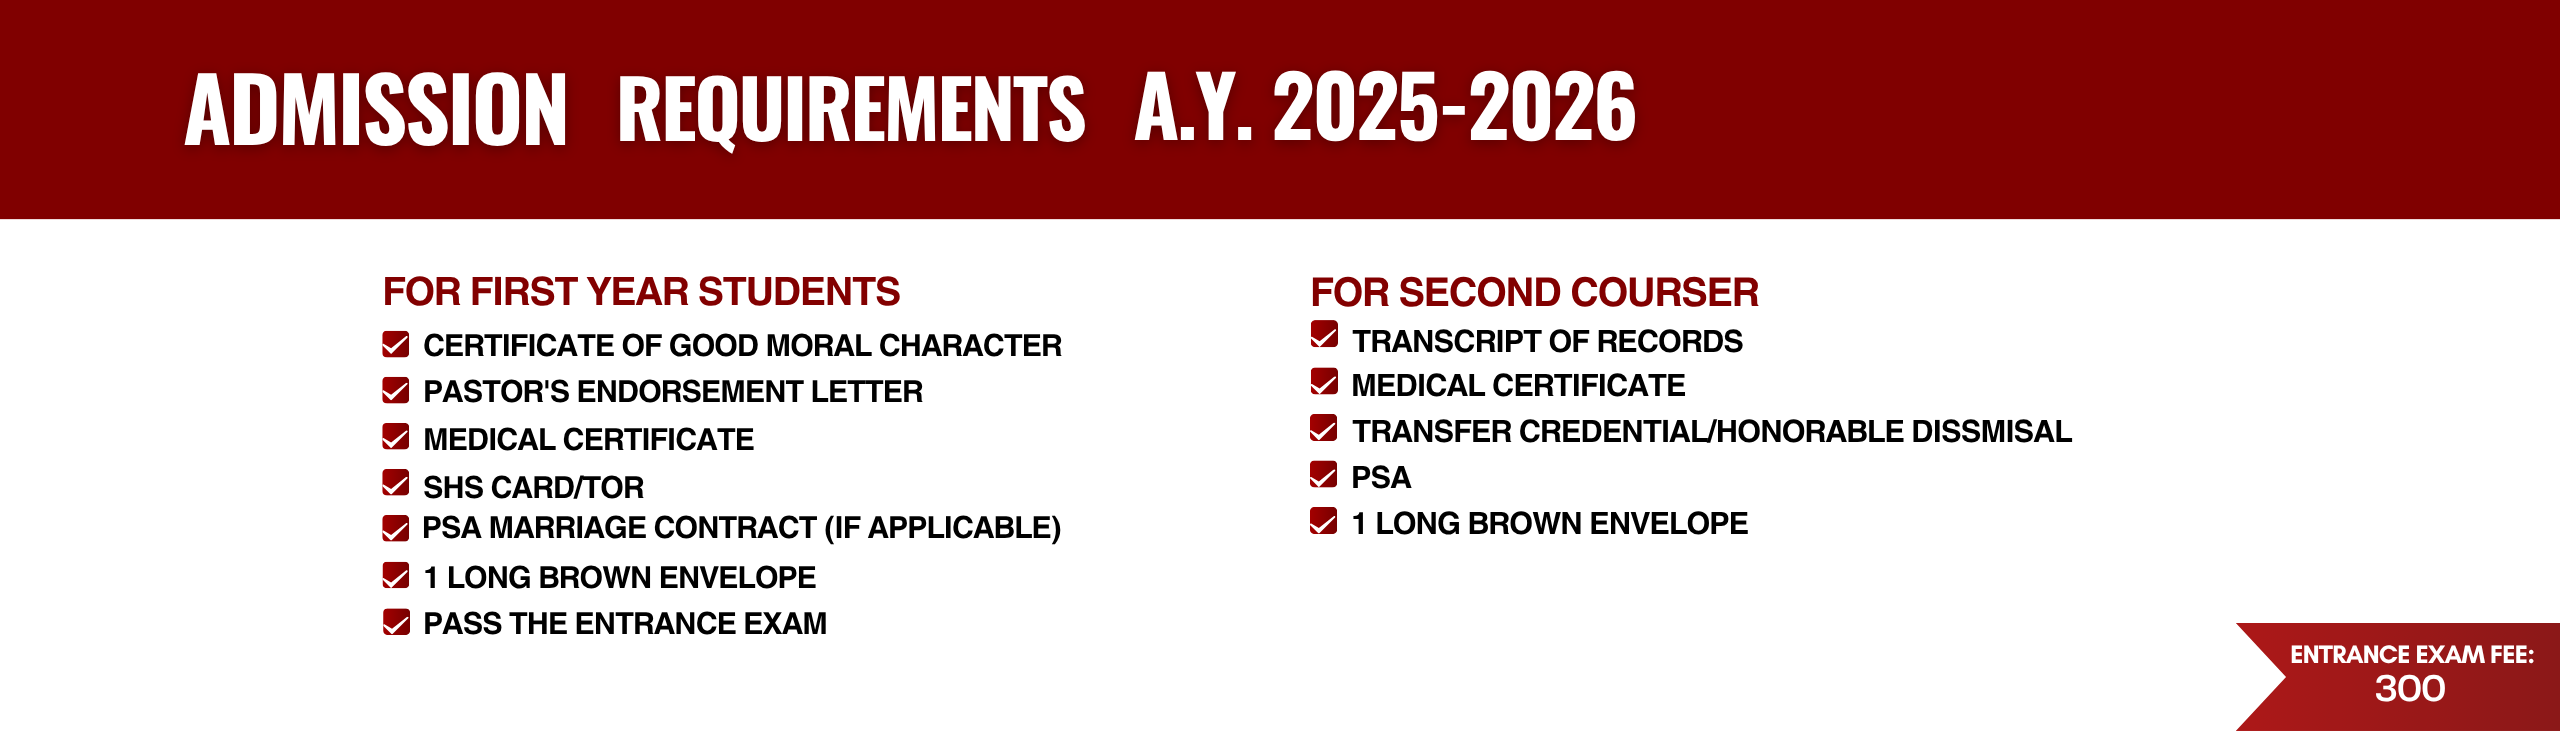 ADMISSION REQUIREMENTS A.Y. 2025-2026
FOR FIRST YEAR STUDENTS
CERTIFICATE OF GOOD MORAL CHARACTER
PASTOR'S ENDORSEMENT LETTER
MEDICAL CERTIFICATE
SHS CARD/TOR
PSA MARRIAGE CONTRACT (IF APPLICABLE)
1 LONG BROWN ENVELOPE
PASS THE ENTRANCE EXAM
FOR SECOND COURSER
TRANSCRIPT OF RECORDS
MEDICAL CERTIFICATE
TRANSFER CREDENTIAL/HONORABLE DISSMISAL
PSA
1 LONG BROWN ENVELOPE
ENTRANCE EXAM FEE:
300